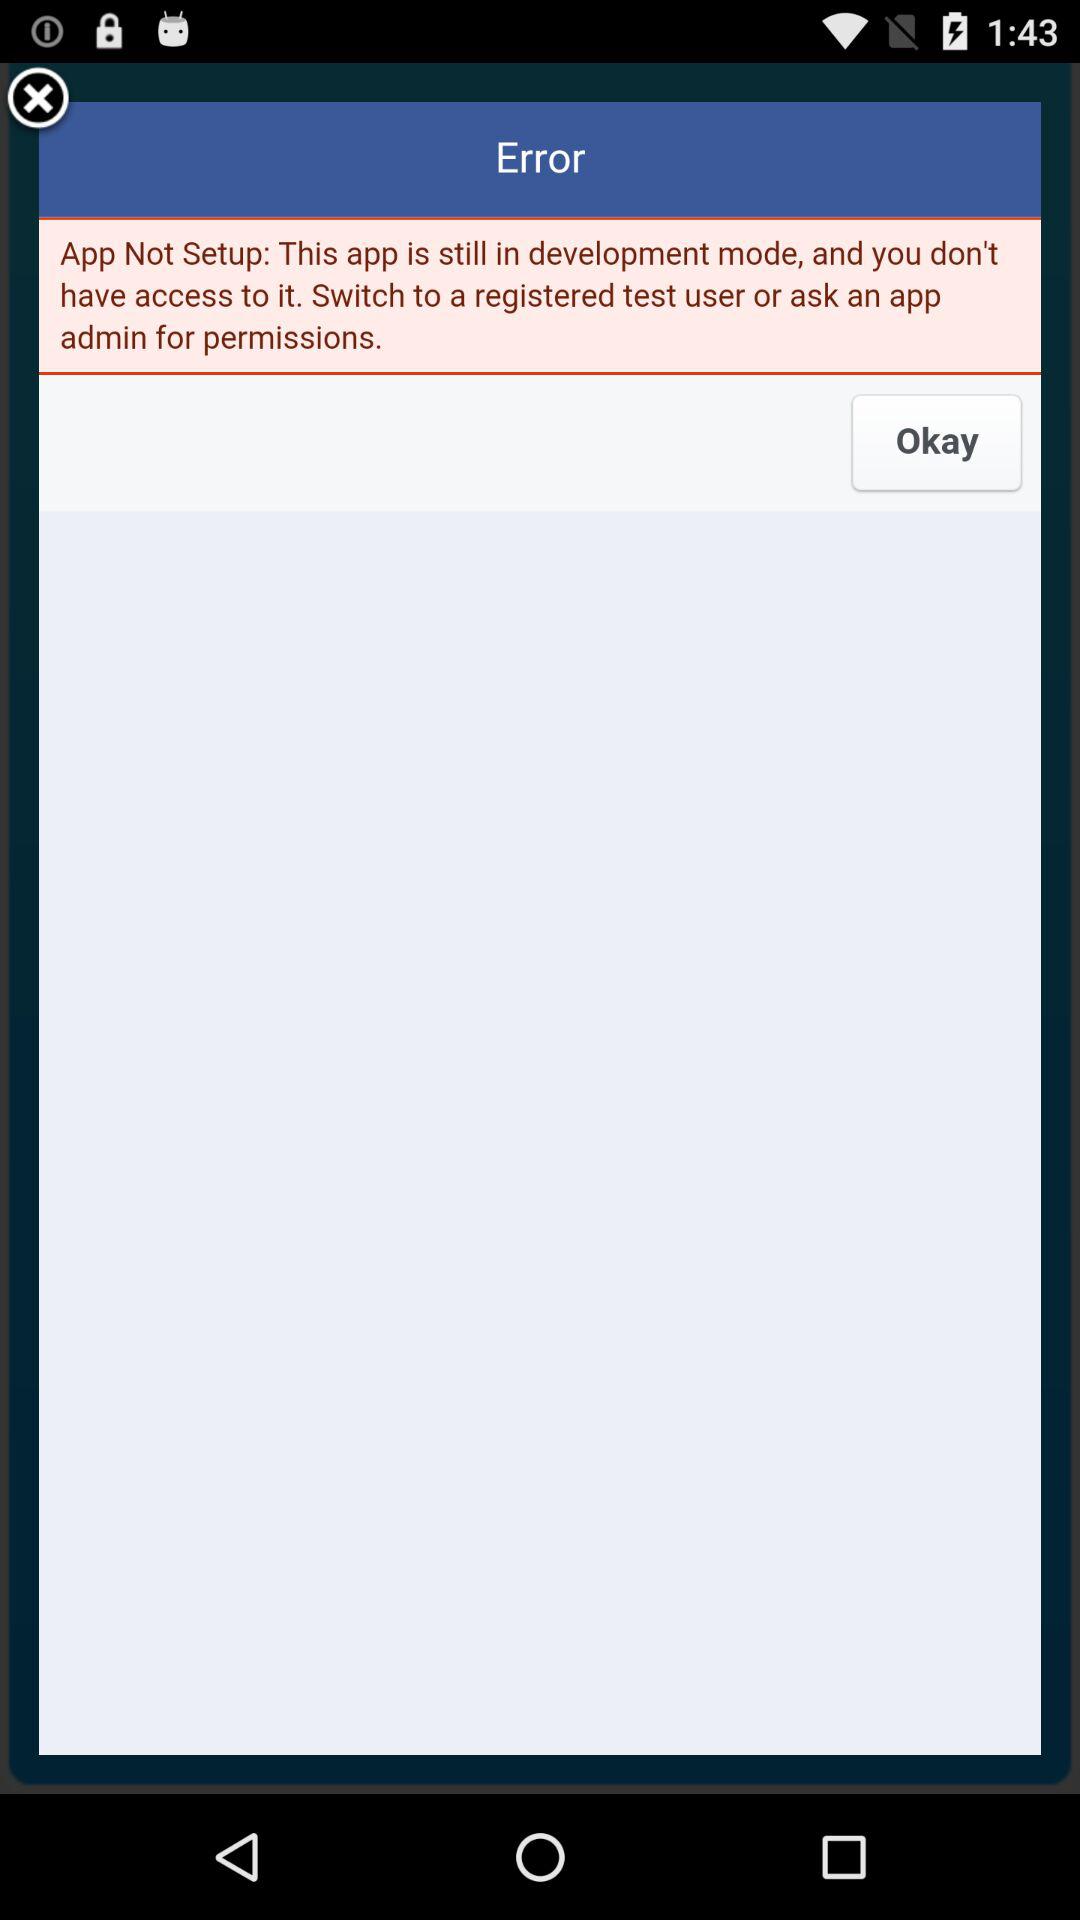 1:43
Error
App Not Setup: This app is still in development mode, and you don't
have access to it. Switch to a registered test user or ask an app
admin for permissions.
Okay